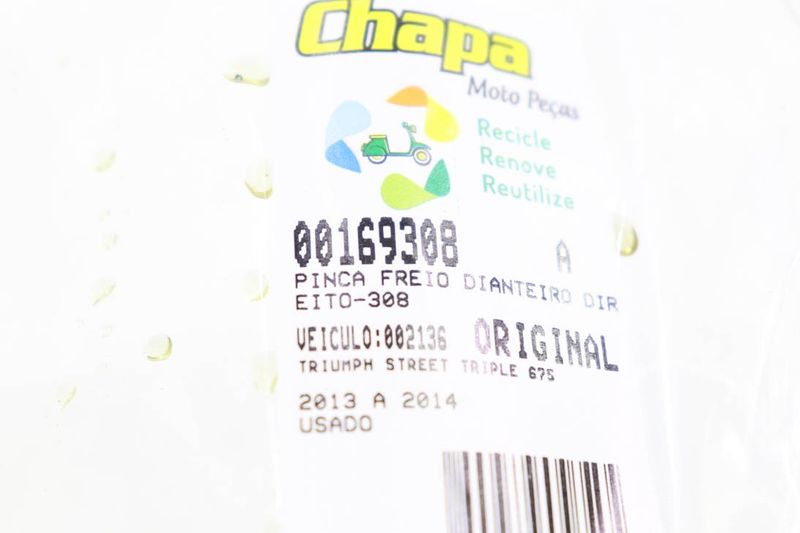 Chapa
Moto Peças
Recicle
Renove
Reutilize
00169308 A
PINCA FREIO DIANTEIRO DIR
EITO-308
VEICULO:002136 ORIGINAL
TRIUMPH STREET TRIPLE 675
2013 A 2014
USADO